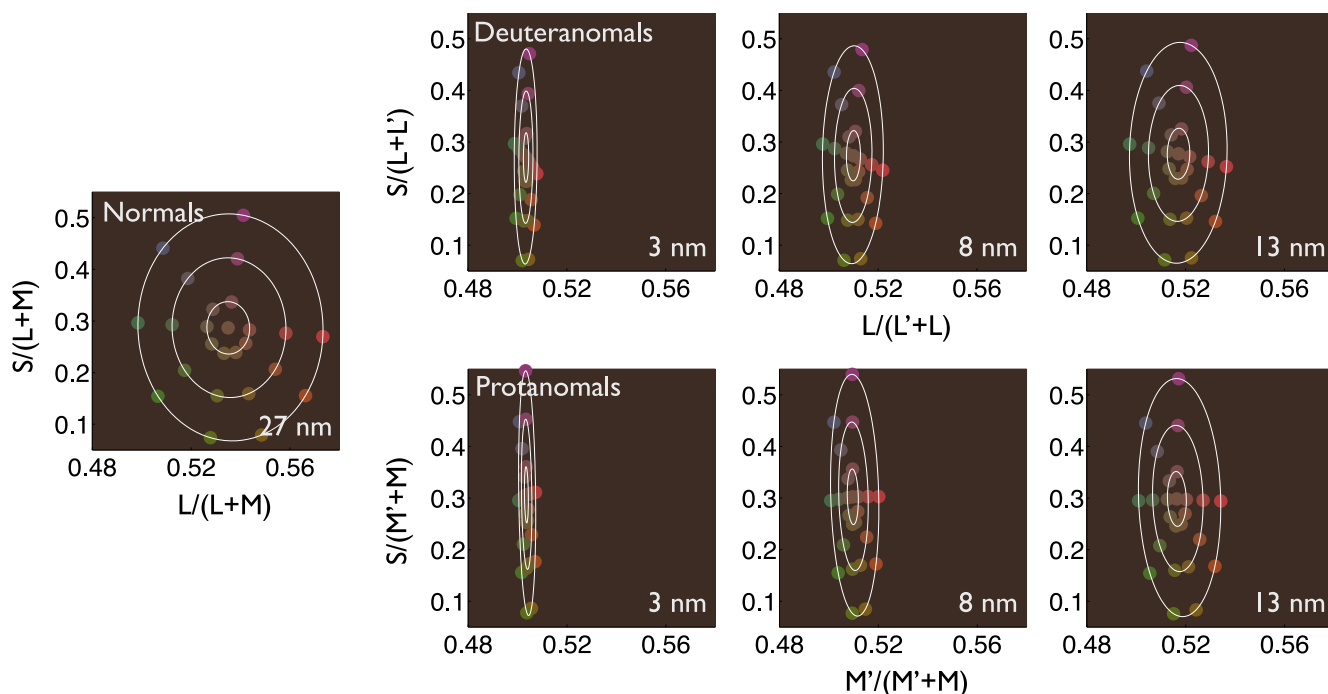 Normals
27 nm
S/(L+M)
0.5
0.4
0.3
0.2
0.1
0.48 0.52 0.56
L/(L+M)
Deuteranomals
S/(L+L')
0.5
0.4
0.3
0.2
0.1
3 nm
8 nm
13 nm
0.48 0.52 0.56
0.48 0.52 0.56
0.48 0.52 0.56
L/(L'+L)
Protanomals
S/(M'+M)
0.5
0.4
0.3
0.2
0.1
3 nm
8 nm
13 nm
0.48 0.52 0.56
0.48 0.52 0.56
0.48 0.52 0.56
M'/(M'+M)